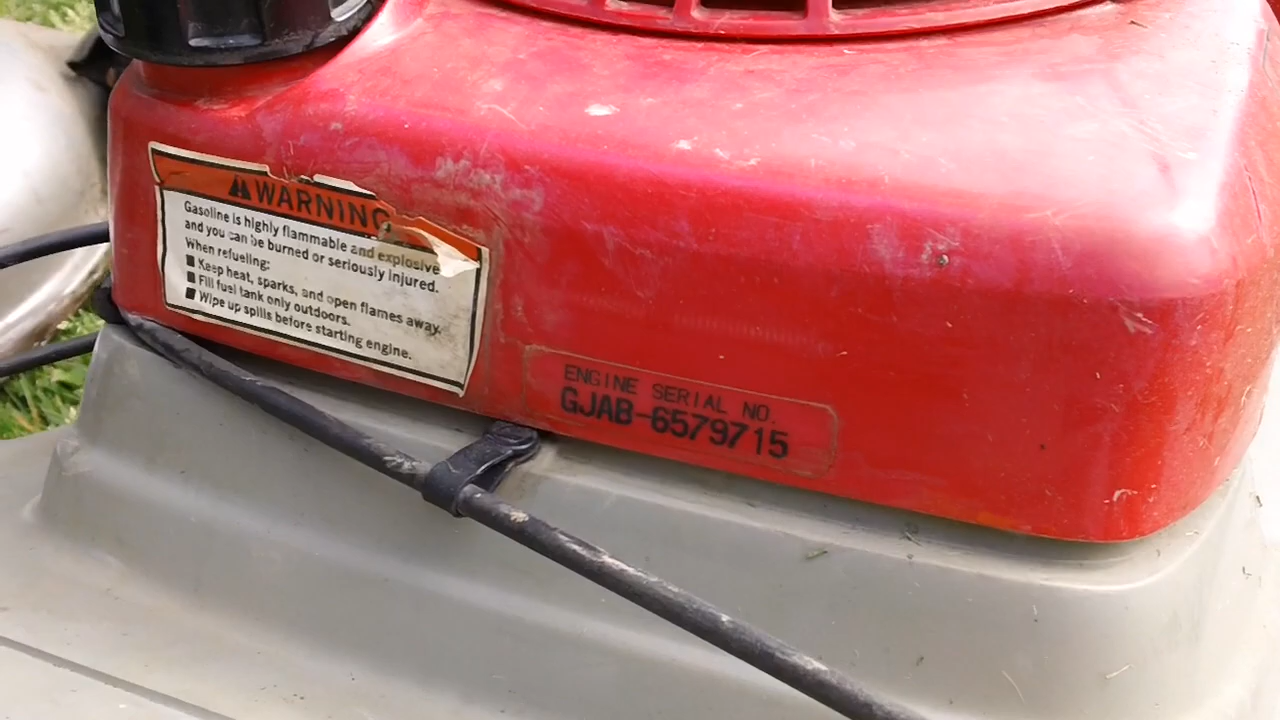 WARNING
Gasoline is highly flammable and explosive
and you can be burned or seriously injured.
When refueling:
■ Keep heat, sparks, and open flames away.
■ Fill fuel tank only outdoors.
■ Wipe up spills before starting engine.
ENGINE SERIAL NO.
GJAB-6579715